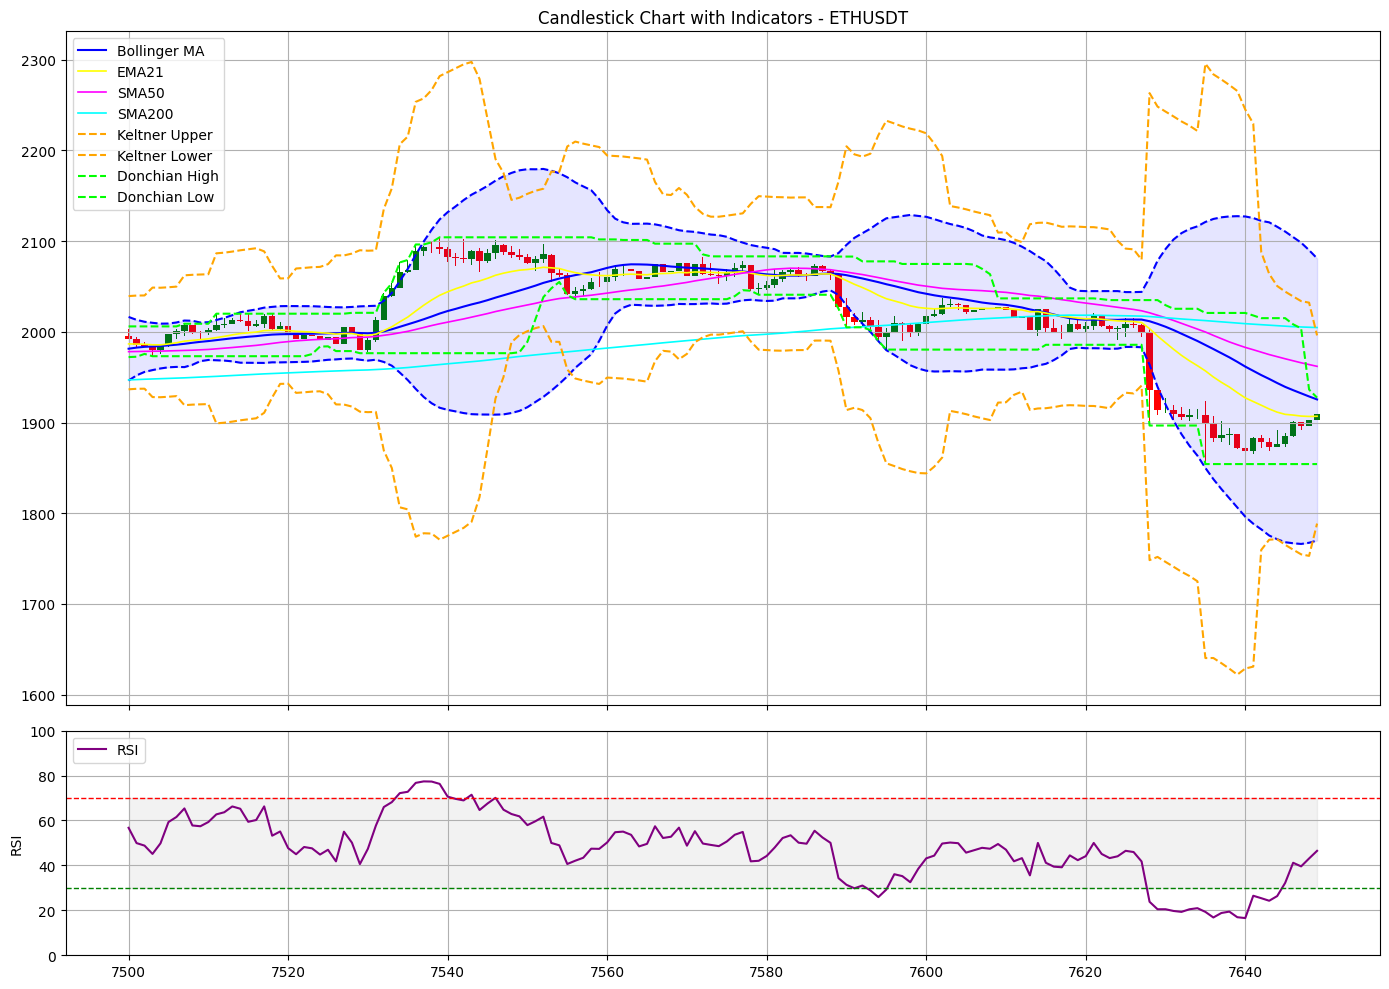 Candlestick Chart with Indicators - ETHUSDT
Bollinger MA
EMA21
SMA50
SMA200
Keltner Upper
Keltner Lower
Donchian High
Donchian Low
2300
2200
2100
2000
1900
1800
1700
1600
RSI
100
80
60
40
20
0
RSI
7500
7520
7540
7560
7580
7600
7620
7640